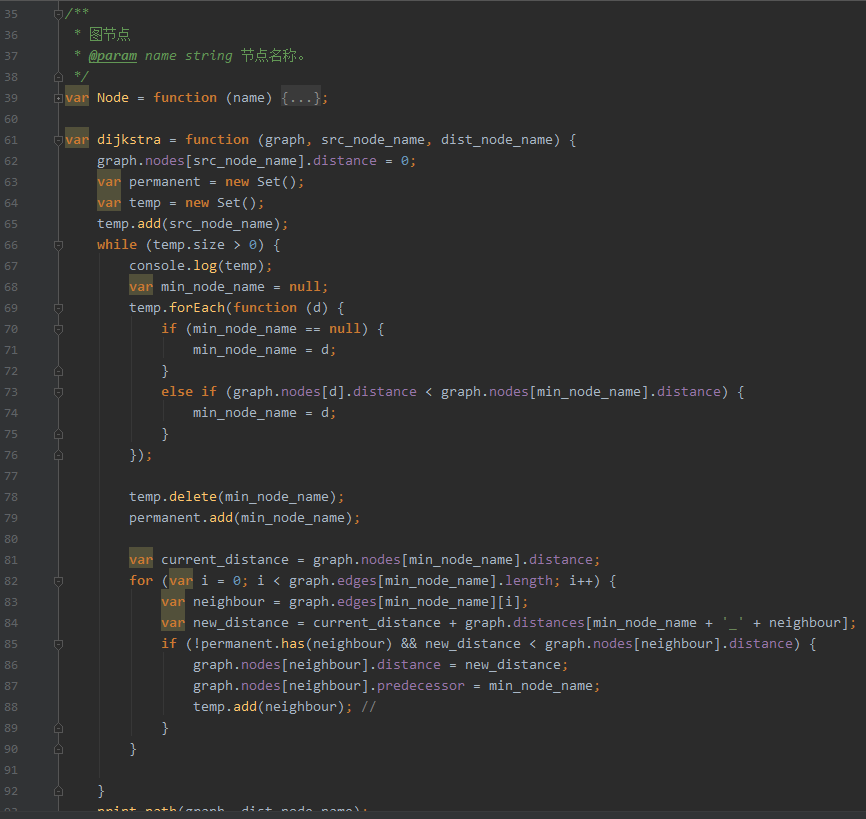 35 /**
36  * 图节点
37  * @param name string 节点名称。
38  */
39 var Node = function (name) {...};
60
61 var dijkstra = function (graph, src_node_name, dist_node_name) {
62     graph.nodes[src_node_name].distance = 0;
63     var permanent = new Set();
64     var temp = new Set();
65     temp.add(src_node_name);
66     while (temp.size > 0) {
67         console.log(temp);
68         var min_node_name = null;
69         temp.forEach(function (d) {
70             if (min_node_name == null) {
71                 min_node_name = d;
72             }
73             else if (graph.nodes[d].distance < graph.nodes[min_node_name].distance) {
74                 min_node_name = d;
75             }
76         });
77
78         temp.delete(min_node_name);
79         permanent.add(min_node_name);
80
81         var current_distance = graph.nodes[min_node_name].distance;
82         for (var i = 0; i < graph.edges[min_node_name].length; i++) {
83             var neighbour = graph.edges[min_node_name][i];
84             var new_distance = current_distance + graph.distances[min_node_name + '_' + neighbour];
85             if (!permanent.has(neighbour) && new_distance < graph.nodes[neighbour].distance) {
86                 graph.nodes[neighbour].distance = new_distance;
87                 graph.nodes[neighbour].predecessor = min_node_name;
88                 temp.add(neighbour); //
89             }
90         }
91
92     }
93     print_path(graph, dist_node_name);